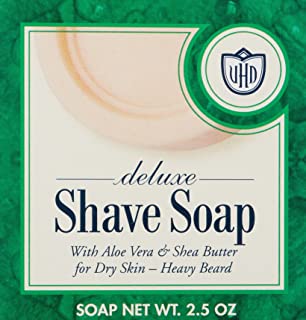 VHD
deluxe
Shave Soap
With Aloe Vera & Shea Butter
for Dry Skin – Heavy Beard
SOAP NET WT. 2.5 OZ